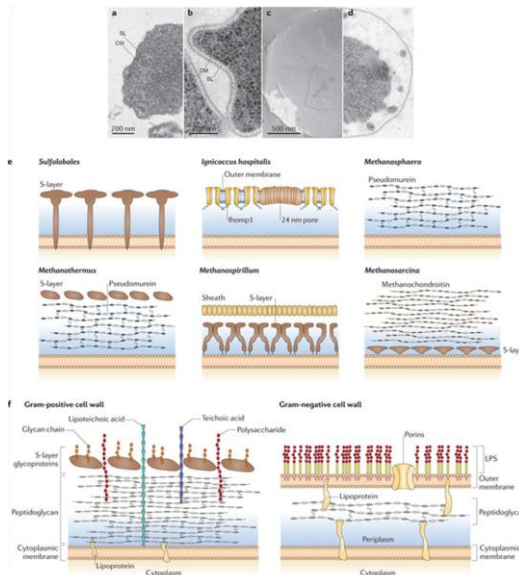 a
b
c
d
SL
CM
CM
SL
200 nm
200 nm
500 nm
e
Sulfolobales
Ignicoccus hospitalis
Methanosphaera
S-layer
Outer membrane
Pseudomurein
Ihomp1
24 nm pore
Methanothermus
Methanospirillum
Methanosarcina
S-layer
Pseudomurein
Sheath
S-layer
Methanochondroitin
S-lay
f
Gram-positive cell wall
Gram-negative cell wall
Lipoteichoic acid
Teichoic acid
Porins
Glycan chain
Polysaccharide
S-layer
glycoproteins
LPS
Outer
membrane
Lipoprotein
Peptidoglycan
Peptidoglyca
Periplasm
Cytoplasmic
membrane
Cytoplasmic
membrane
Lipoprotein
Cytoplasm
Cytoplasm